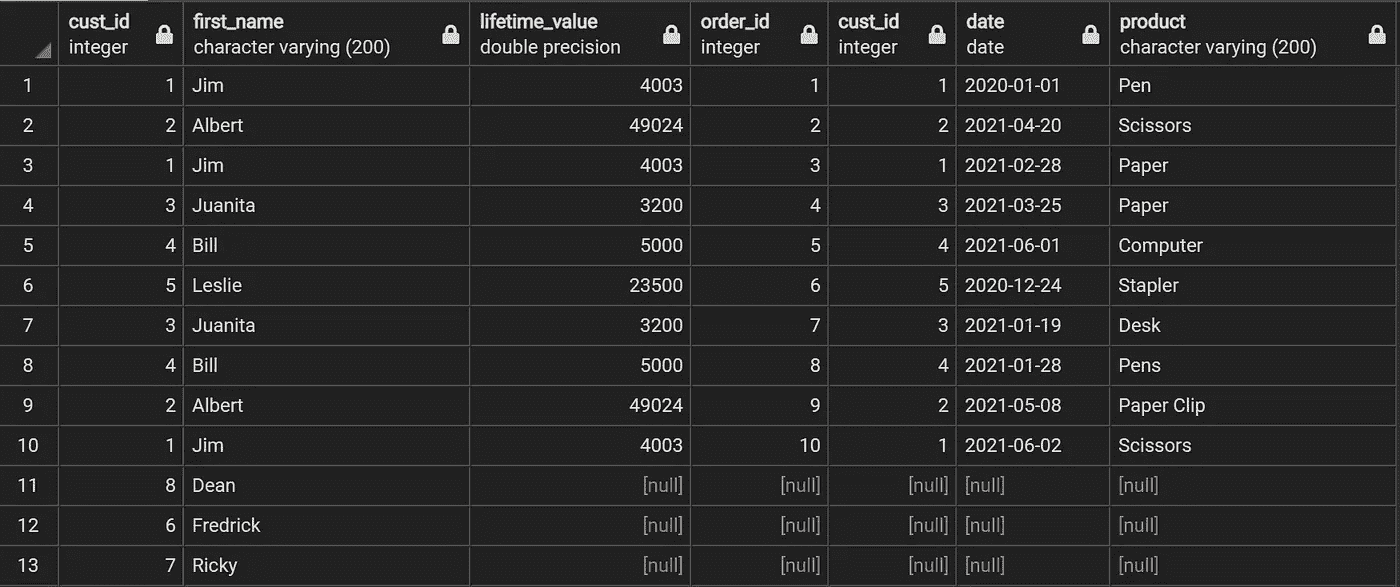 cust_id first_name lifetime_value order_id cust_id date product
integer character varying (200) double precision integer integer date character varying (200)
1 1 Jim 4003 1 1 2020-01-01 Pen
2 2 Albert 49024 2 2 2021-04-20 Scissors
3 1 Jim 4003 3 1 2021-02-28 Paper
4 3 Juanita 3200 4 3 2021-03-25 Paper
5 4 Bill 5000 5 4 2021-06-01 Computer
6 5 Leslie 23500 6 5 2020-12-24 Stapler
7 3 Juanita 3200 7 3 2021-01-19 Desk
8 4 Bill 5000 8 4 2021-01-28 Pens
9 2 Albert 49024 9 2 2021-05-08 Paper Clip
10 1 Jim 4003 10 1 2021-06-02 Scissors
11 8 Dean [null] [null] [null] [null] [null]
12 6 Fredrick [null] [null] [null] [null] [null]
13 7 Ricky [null] [null] [null] [null] [null]